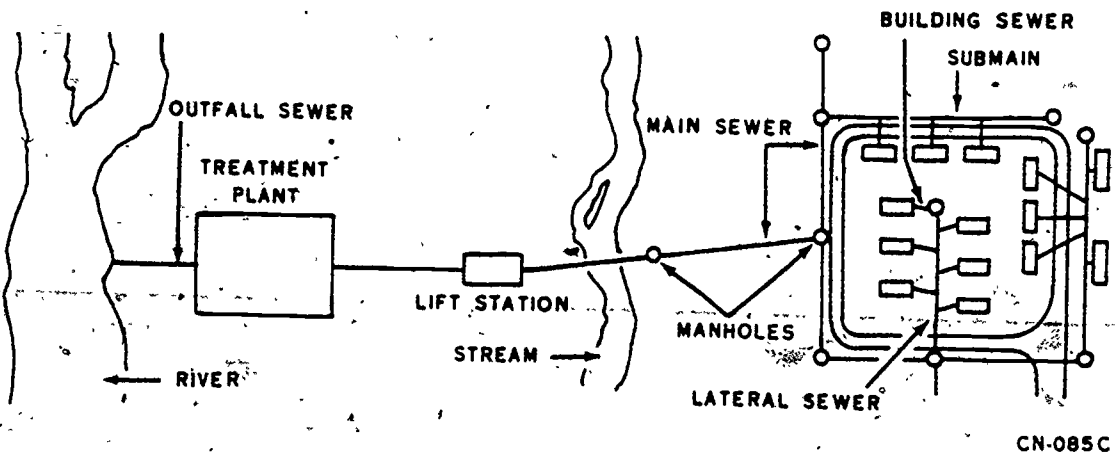 BUILDING SEWER
SUBMAIN
OUTFALL SEWER
MAIN SEWER
TREATMENT
PLANT
LIFT STATION
MANHOLES
STREAM
RIVER
LATERAL SEWER
CN-085C